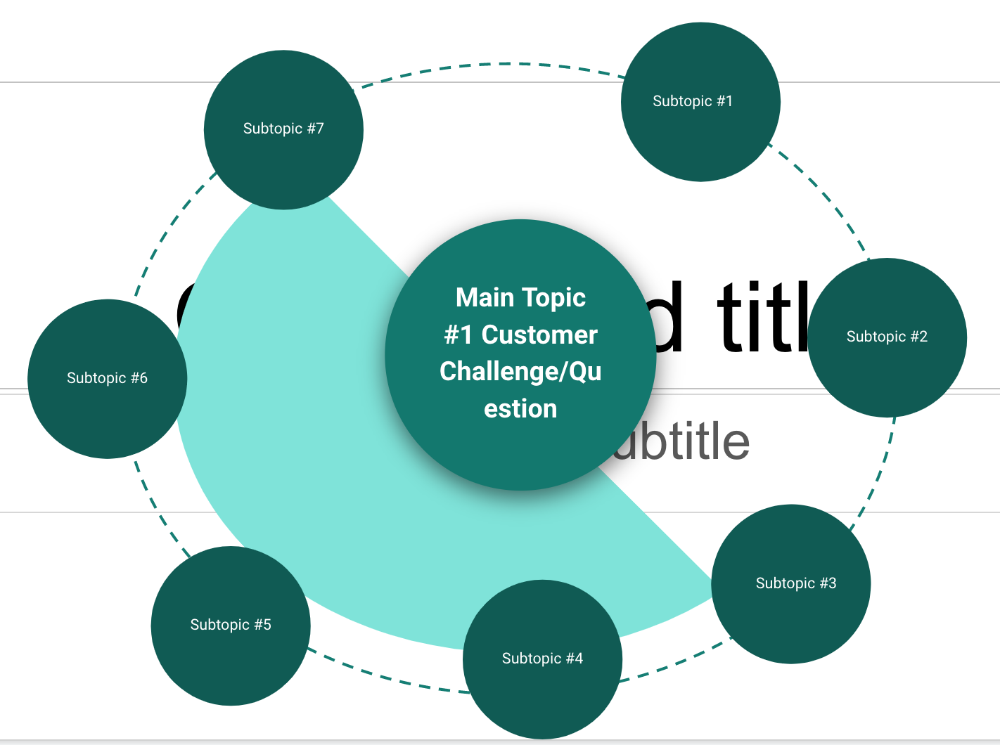 Subtopic #1
Subtopic #7
Main Topic
#1 Customer
Challenge/Qu
estion
Subtopic #2
Subtopic #6
Subtopic #3
Subtopic #5
Subtopic #4